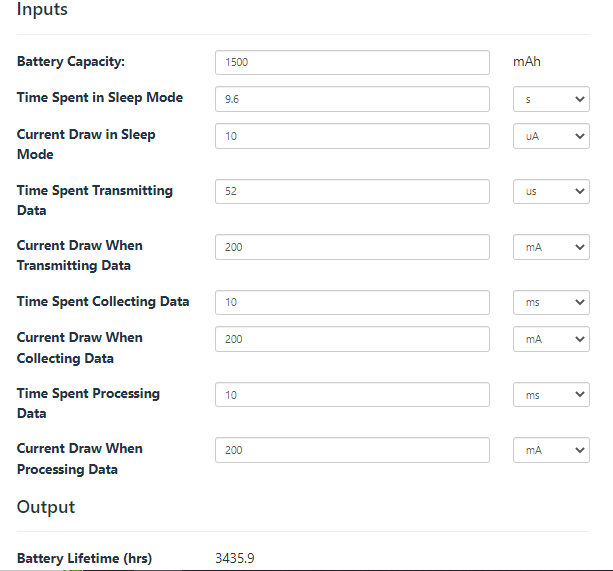 Inputs
Battery Capacity: 1500 mAh
Time Spent in Sleep Mode 9.6 s
Current Draw in Sleep 10 uA
Mode
Time Spent Transmitting 52 us
Data
Current Draw When 200 mA
Transmitting Data
Time Spent Collecting Data 10 ms
Current Draw When 200 mA
Collecting Data
Time Spent Processing 10 ms
Data
Current Draw When 200 mA
Processing Data
Output
Battery Lifetime (hrs) 3435.9